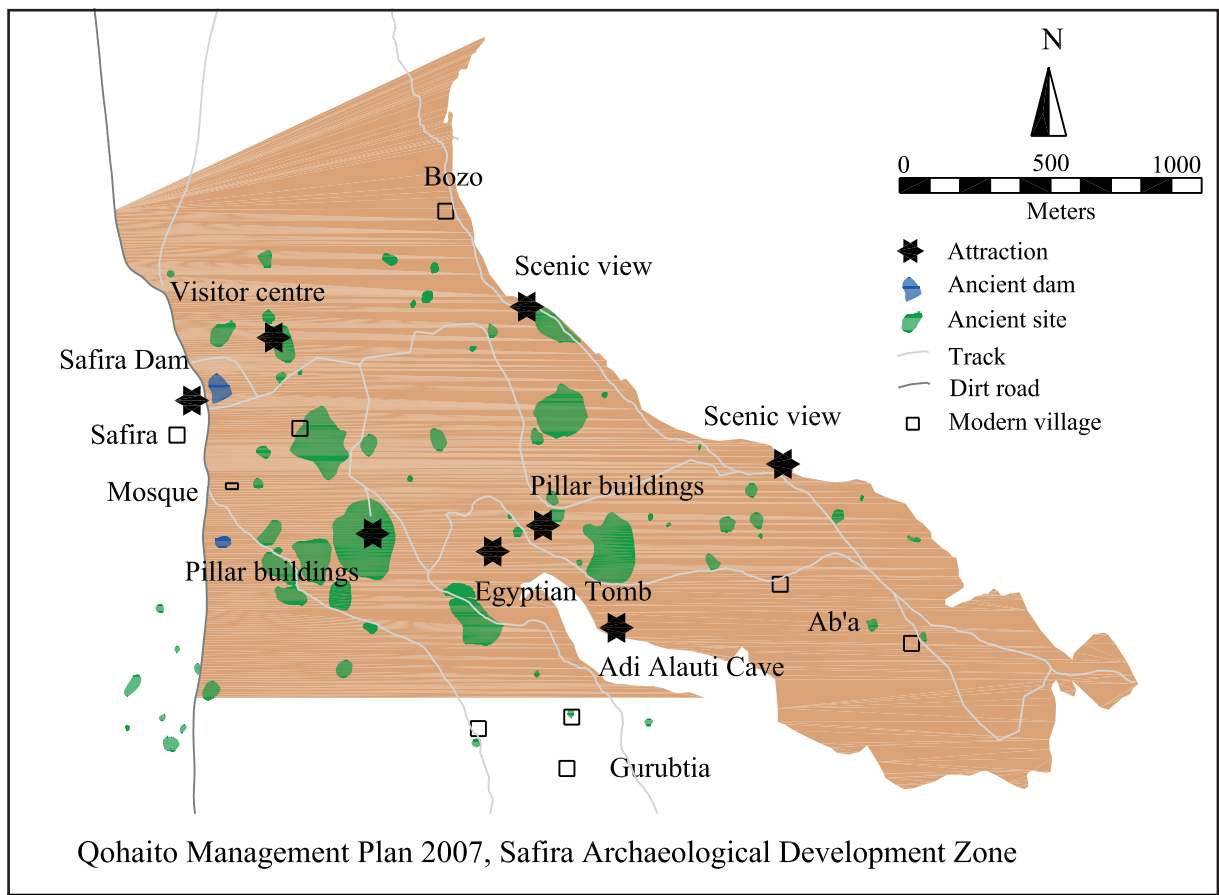 N
0 500 1000
Meters
Bozo
Scenic view
Attraction
Ancient dam
Visitor centre
Ancient site
Track
Safira Dam
Dirt road
Scenic view
Modern village
Safira
Mosque
Pillar buildings
Pillar buildings
Egyptian Tomb
Ab'a
Adi Alauti Cave
Gurubtia
Qohaito Management Plan 2007, Safira Archaeological Development Zone